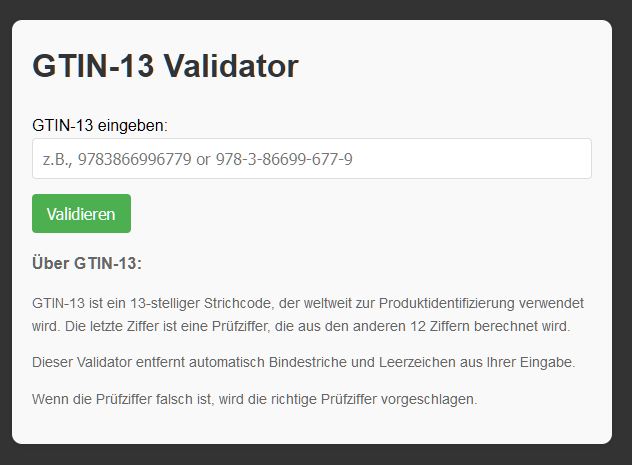 GTIN-13 Validator
GTIN-13 eingeben:
z.B., 9783866996779 or 978-3-86699-677-9
Validieren
Über GTIN-13:
GTIN-13 ist ein 13-stelliger Strichcode, der weltweit zur Produktidentifizierung verwendet
wird. Die letzte Ziffer ist eine Prüfziffer, die aus den anderen 12 Ziffern berechnet wird.
Dieser Validator entfernt automatisch Bindestriche und Leerzeichen aus Ihrer Eingabe.
Wenn die Prüfziffer falsch ist, wird die richtige Prüfziffer vorgeschlagen.